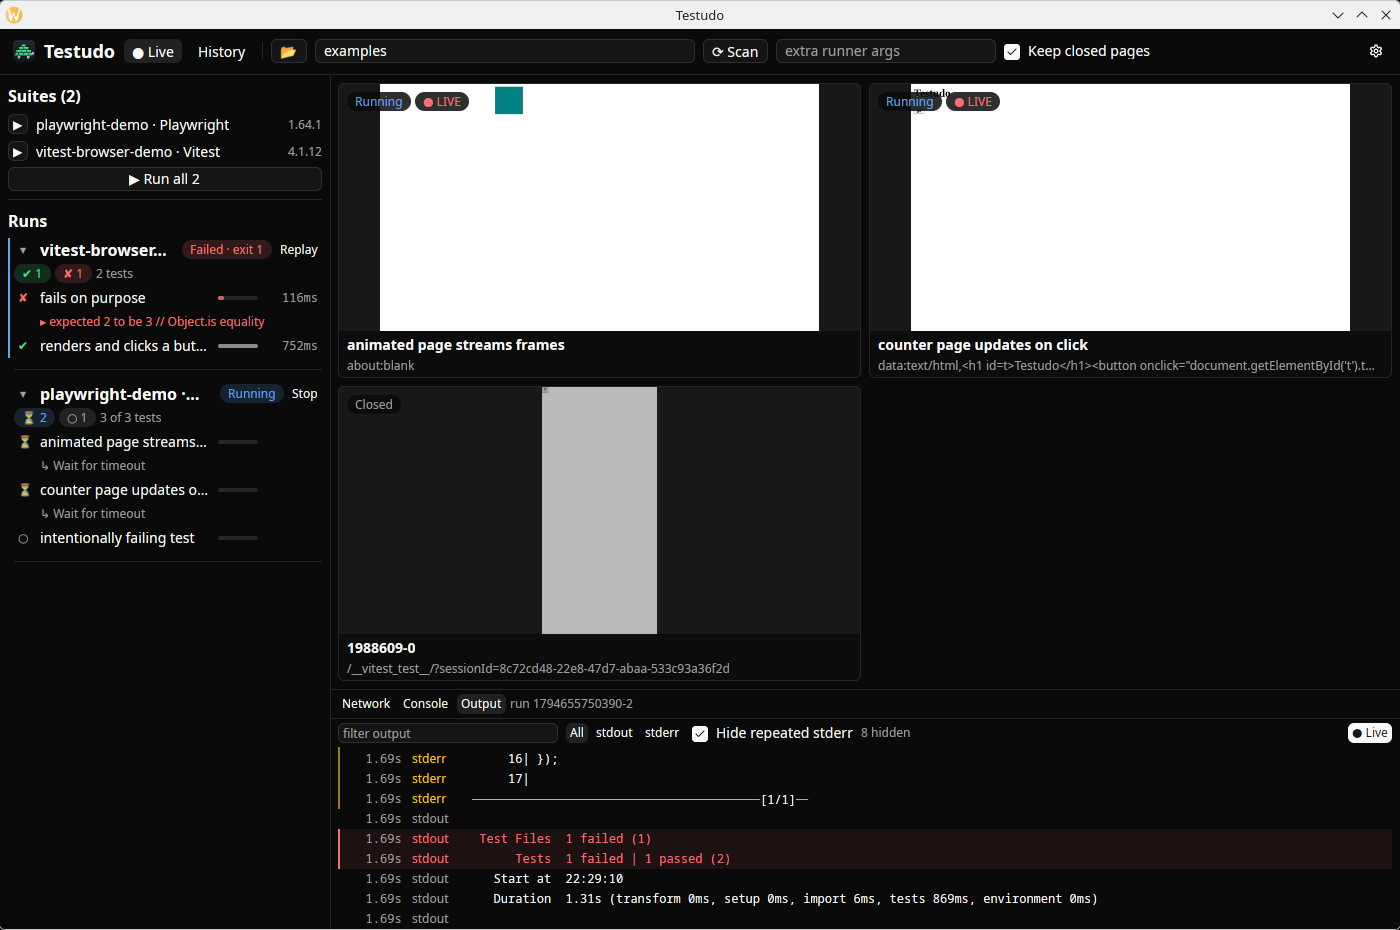 Testudo
Testudo
● Live
History
examples
⟳ Scan
extra runner args
Keep closed pages
Suites (2)
▶ playwright-demo · Playwright 1.64.1
▶ vitest-browser-demo · Vitest 4.1.12
▶ Run all 2
Runs
▾ vitest-browser... Failed · exit 1 Replay
✔ 1 ✘ 1 2 tests
✘ fails on purpose 116ms
▸ expected 2 to be 3 // Object.is equality
✔ renders and clicks a but... 752ms
▾ playwright-demo ·... Running Stop
⏳ 2 ○ 1 3 of 3 tests
⏳ animated page streams...
↳ Wait for timeout
⏳ counter page updates o...
↳ Wait for timeout
○ intentionally failing test
Running ● LIVE
animated page streams frames
about:blank
Testudo
Running ● LIVE
counter page updates on click
data:text/html,<h1 id=t>Testudo</h1><button onclick="document.getElementById('t').t...
Closed
1988609-0
/__vitest_test__/?sessionId=8c72cd48-22e8-47d7-abaa-533c93a36f2d
Network Console Output run 1794655750390-2
filter output All stdout stderr Hide repeated stderr 8 hidden ● Live
1.69s stderr 16| });
1.69s stderr 17|
1.69s stderr ────────────────────────────────────────[1/1]─
1.69s stdout
1.69s stdout Test Files 1 failed (1)
1.69s stdout Tests 1 failed | 1 passed (2)
1.69s stdout Start at 22:29:10
1.69s stdout Duration 1.31s (transform 0ms, setup 0ms, import 6ms, tests 869ms, environment 0ms)
1.69s stdout